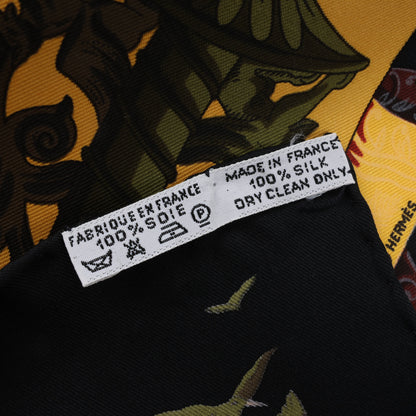 FABRIQUE EN FRANCE
100% SOIE
P
MADE IN FRANCE
100% SILK
DRY CLEAN ONLY
HERMÈS